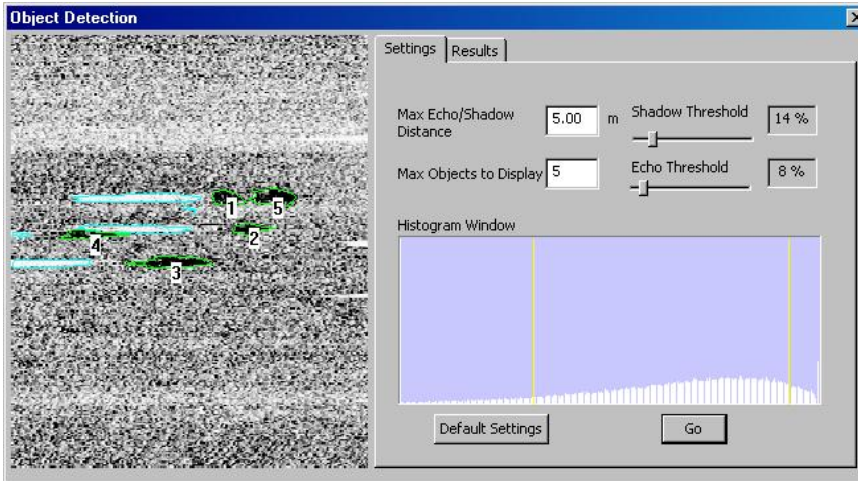 Object Detection
Settings
Results
Max Echo/Shadow
Distance
5.00
m
Shadow Threshold
14 %
Max Objects to Display
5
Echo Threshold
8 %
Histogram Window
Default Settings
Go
1
5
2
4
3